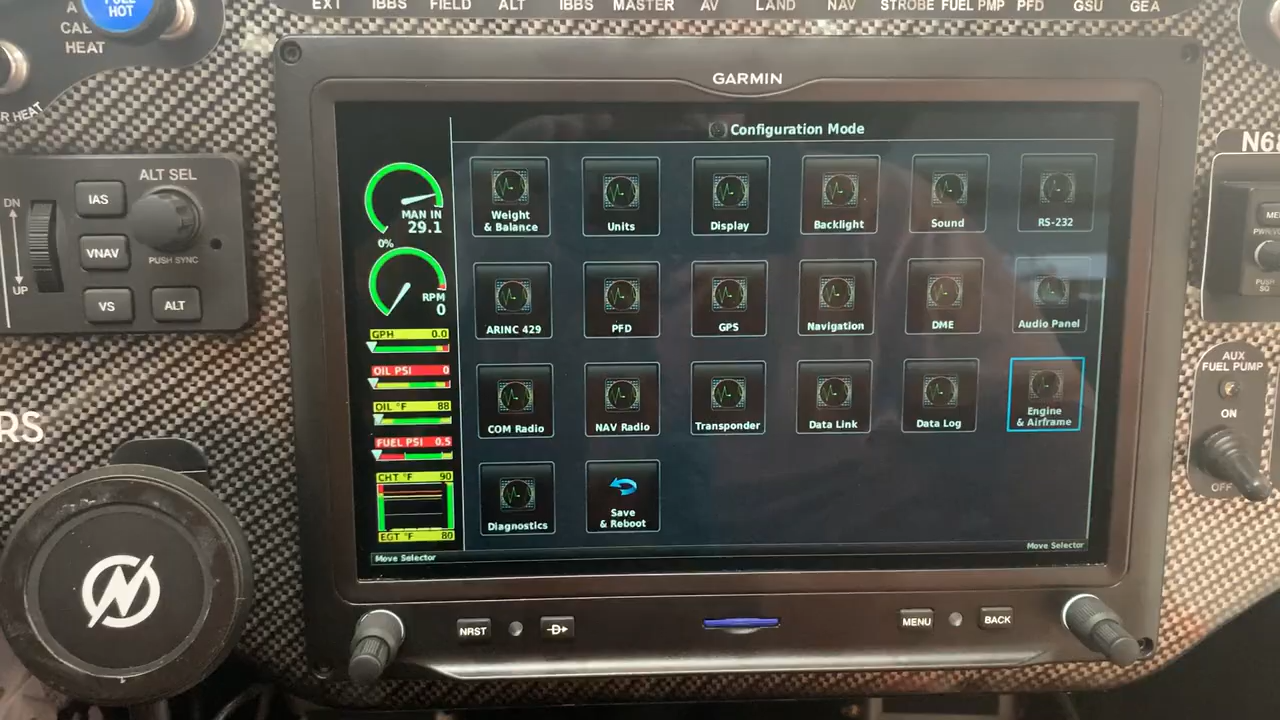 EXT IBBS FIELD ALT IBBS MASTER AV LAND NAV STROBE FUEL PMP PFD GSU GEA
HOT
HEAT
HEAT
GARMIN
Configuration Mode
ALT SEL
IAS
DN
VNAV
PUSH SYNC
UP
VS
ALT
MAN IN
29.1
0%
RPM
0
GPH 0.0
OIL PSI 0
OIL °F 88
FUEL PSI 0.5
CHT °F 90
EGT °F 80
Weight
& Balance
Units
Display
Backlight
Sound
RS-232
ARINC 429
PFD
GPS
Navigation
DME
Audio Panel
COM Radio
NAV Radio
Transponder
Data Link
Data Log
Engine
& Airframe
Diagnostics
Save
& Reboot
Move Selector
Move Selector
NRST
D
MENU
BACK
AUX
FUEL PUMP
ON
OFF
RS